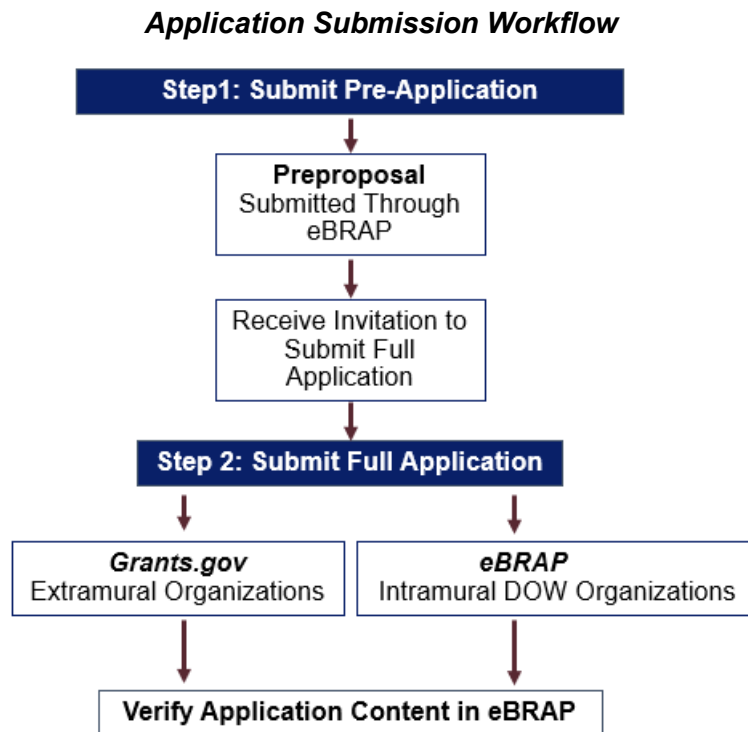 Application Submission Workflow
Step1: Submit Pre-Application
Preproposal
Submitted Through
eBRAP
Receive Invitation to
Submit Full
Application
Step 2: Submit Full Application
Grants.gov
Extramural Organizations
eBRAP
Intramural DOW Organizations
Verify Application Content in eBRAP